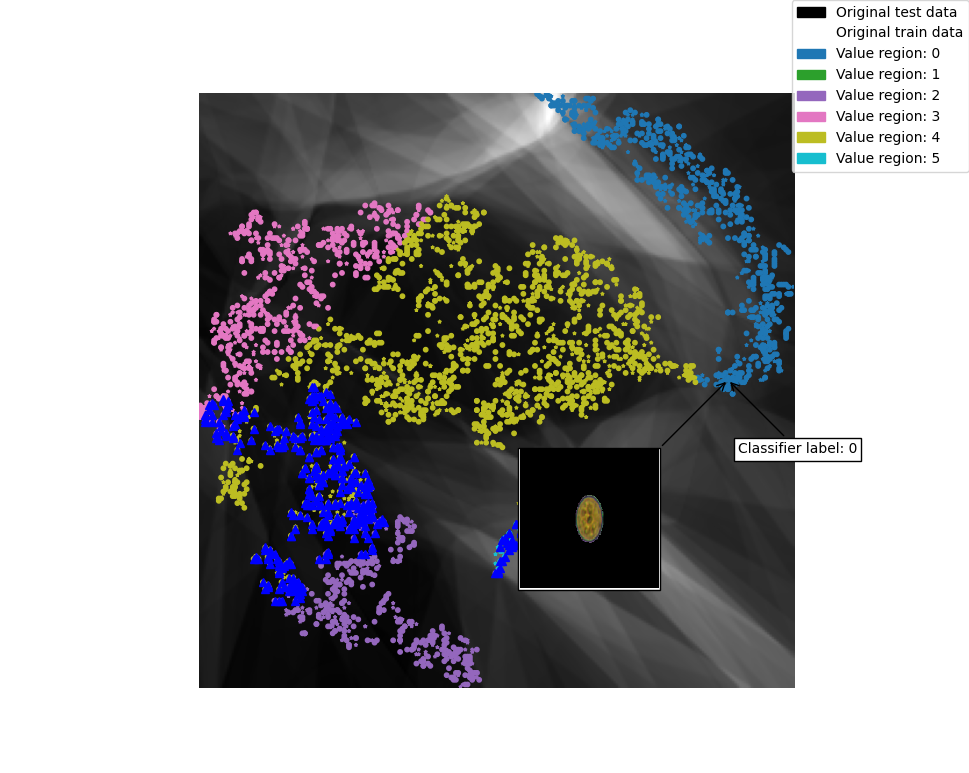 Original test data
Original train data
Value region: 0
Value region: 1
Value region: 2
Value region: 3
Value region: 4
Value region: 5
Classifier label: 0